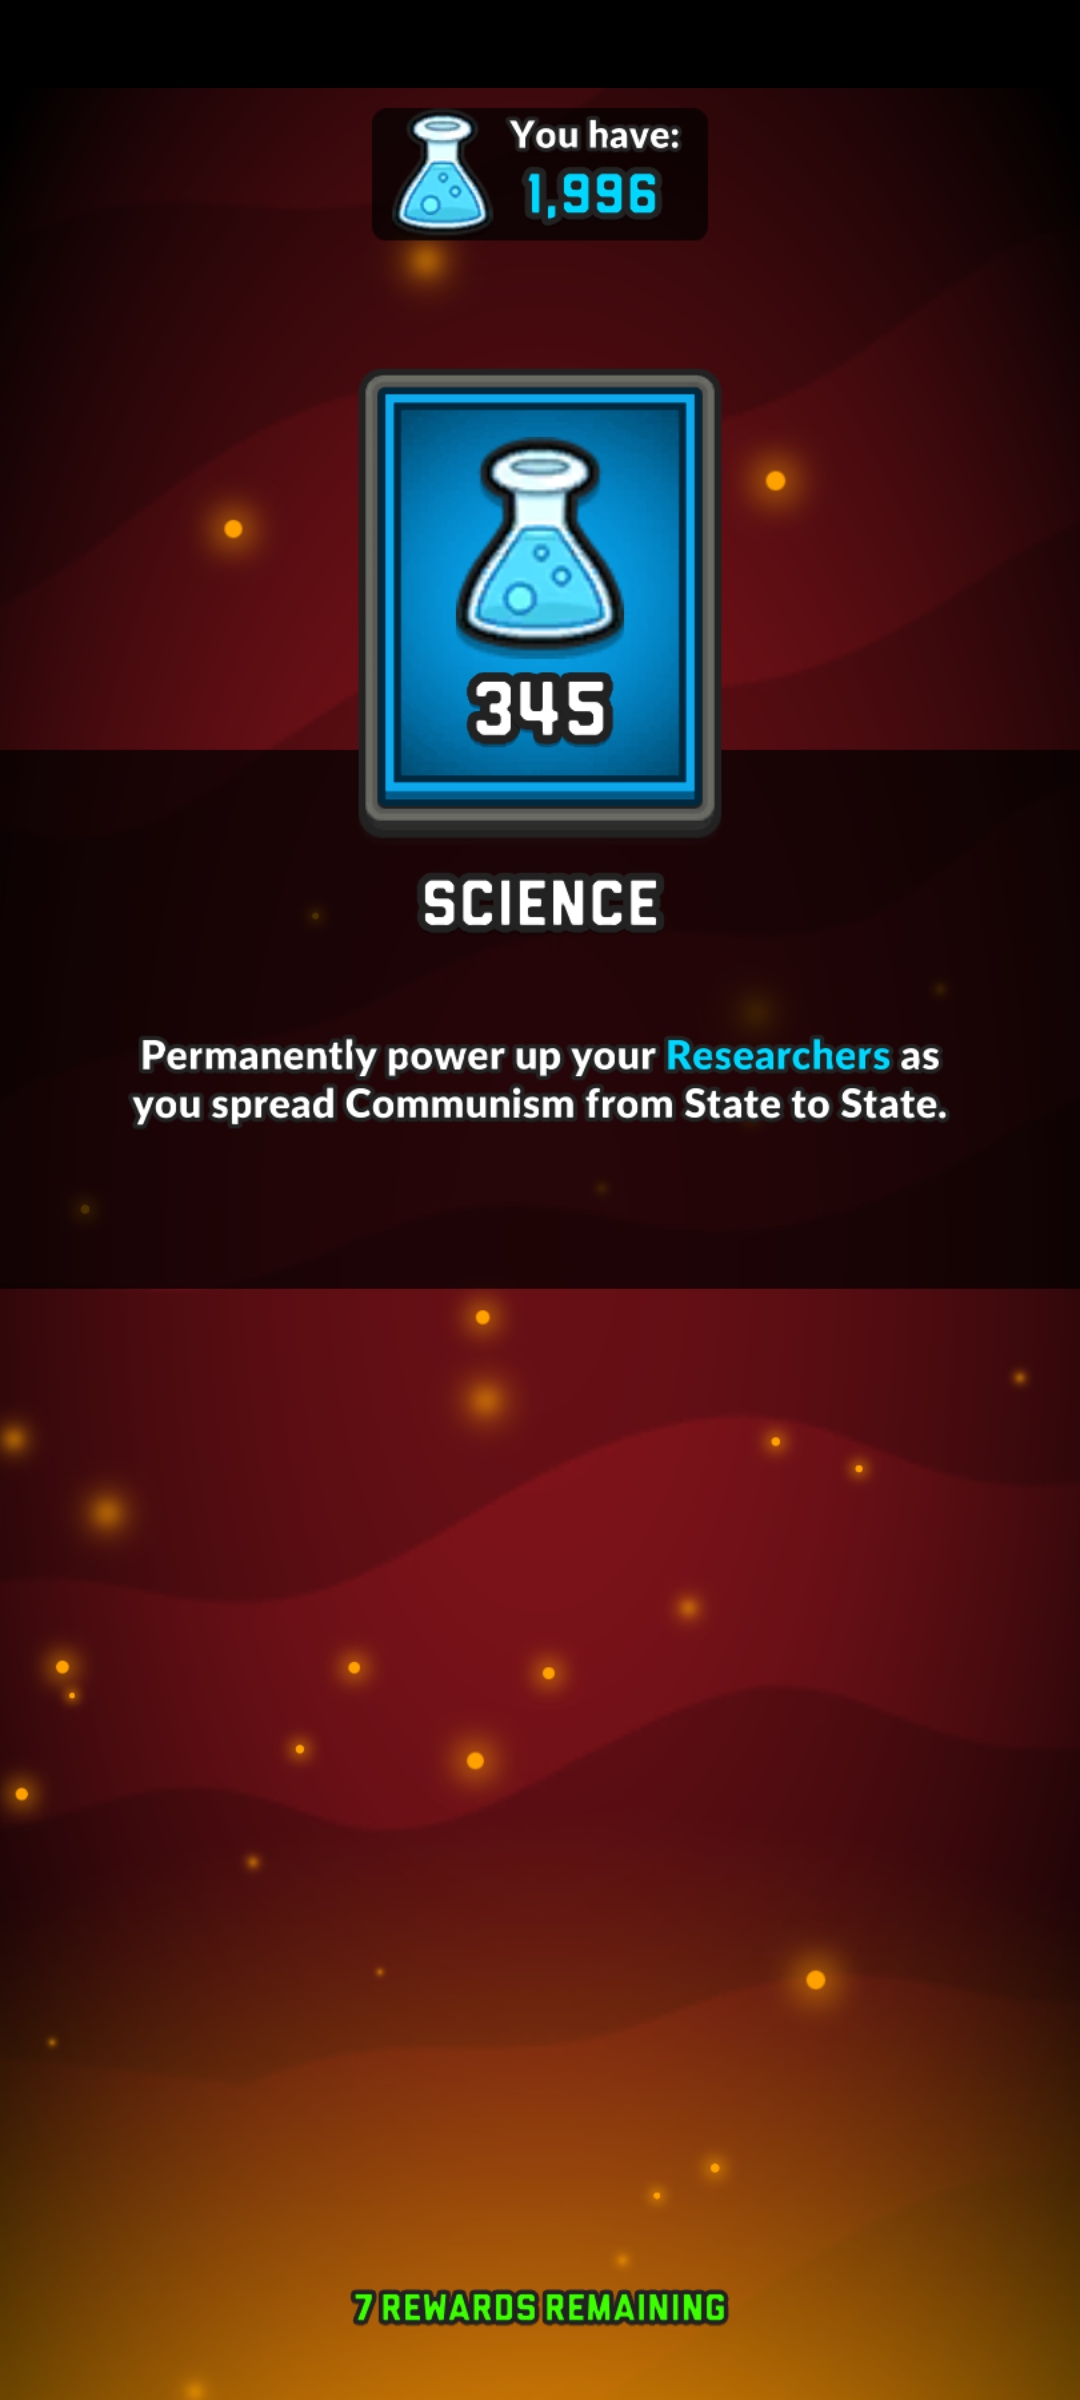 You have:
1,996
345
SCIENCE
Permanently power up your Researchers as
you spread Communism from State to State.
7 REWARDS REMAINING